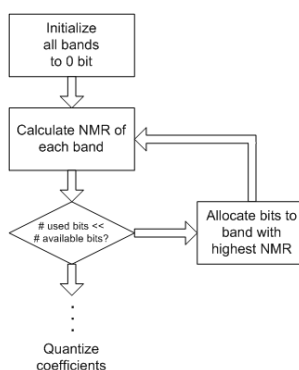 Initialize
all bands
to 0 bit
Calculate NMR of
each band
# used bits <<
# available bits?
Allocate bits to
band with
highest NMR
Quantize
coefficients